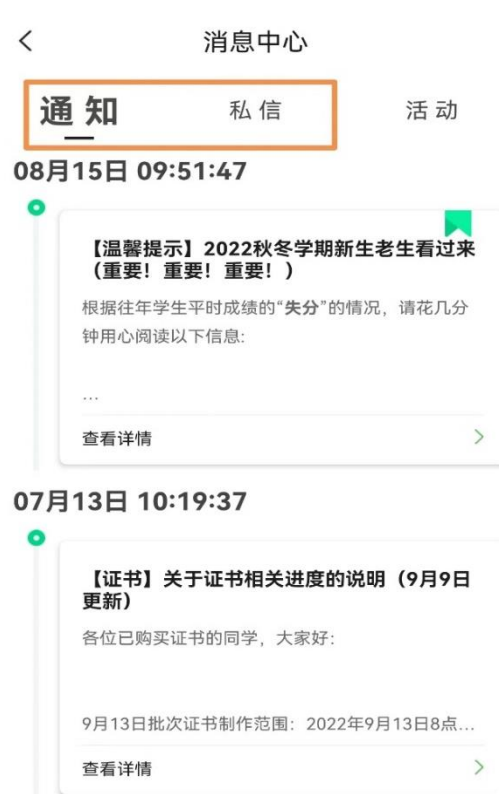 消息中心
通知 私信 活动
08月15日 09:51:47
【温馨提示】2022秋冬学期新生老生看过来
（重要！重要！重要！）
根据往年学生平时成绩的“失分”的情况，请花几分
钟用心阅读以下信息:
...
查看详情
07月13日 10:19:37
【证书】关于证书相关进度的说明（9月9日
更新）
各位已购买证书的同学，大家好：
9月13日批次证书制作范围：2022年9月13日8点...
查看详情